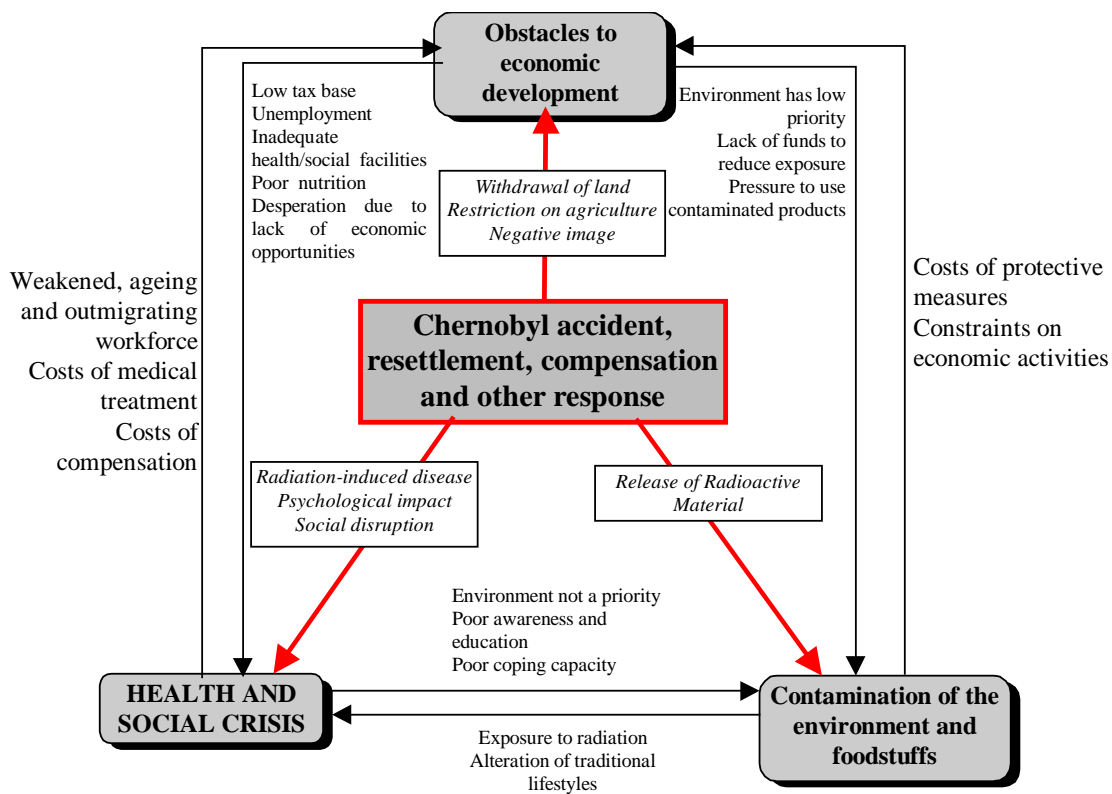 Obstacles to
economic
development
Low tax base
Unemployment
Inadequate
health/social facilities
Poor nutrition
Desperation due to
lack of economic
opportunities
Environment has low
priority
Lack of funds to
reduce exposure
Pressure to use
contaminated products
Withdrawal of land
Restriction on agriculture
Negative image
Weakened, ageing
and outmigrating
workforce
Costs of medical
treatment
Costs of
compensation
Chernobyl accident,
resettlement, compensation
and other response
Costs of protective
measures
Constraints on
economic activities
Radiation-induced disease
Psychological impact
Social disruption
Release of Radioactive
Material
Environment not a priority
Poor awareness and
education
Poor coping capacity
HEALTH AND
SOCIAL CRISIS
Contamination of the
environment and
foodstuffs
Exposure to radiation
Alteration of traditional
lifestyles